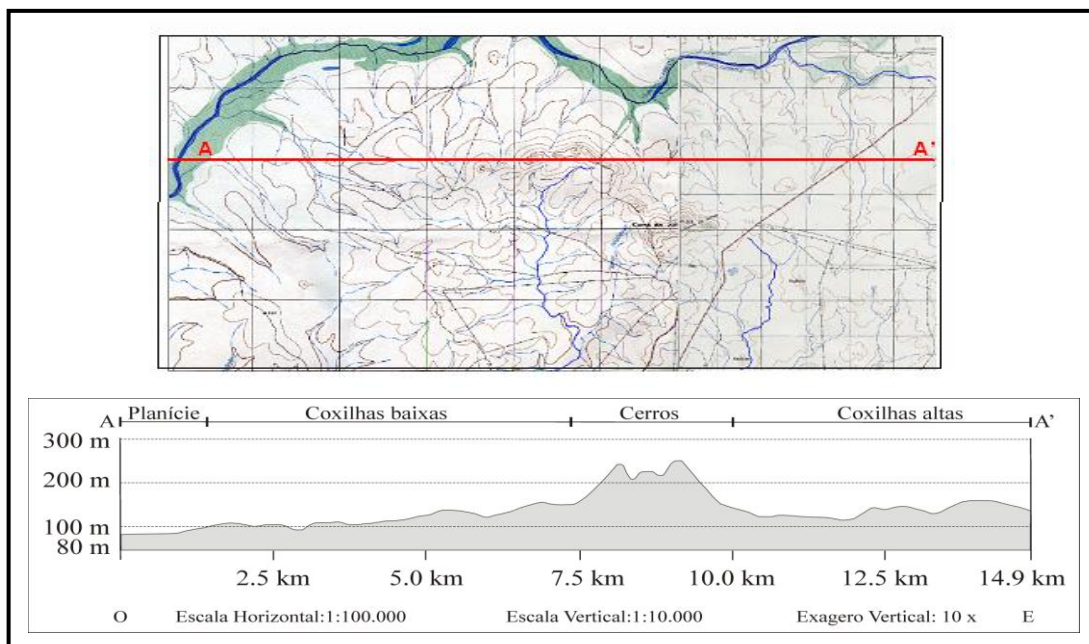 A A'
Planície Coxilhas baixas Cerros Coxilhas altas
A A'
300 m
200 m
100 m
80 m
2.5 km 5.0 km 7.5 km 10.0 km 12.5 km 14.9 km
O Escala Horizontal:1:100.000 Escala Vertical:1:10.000 Exagero Vertical: 10 x E